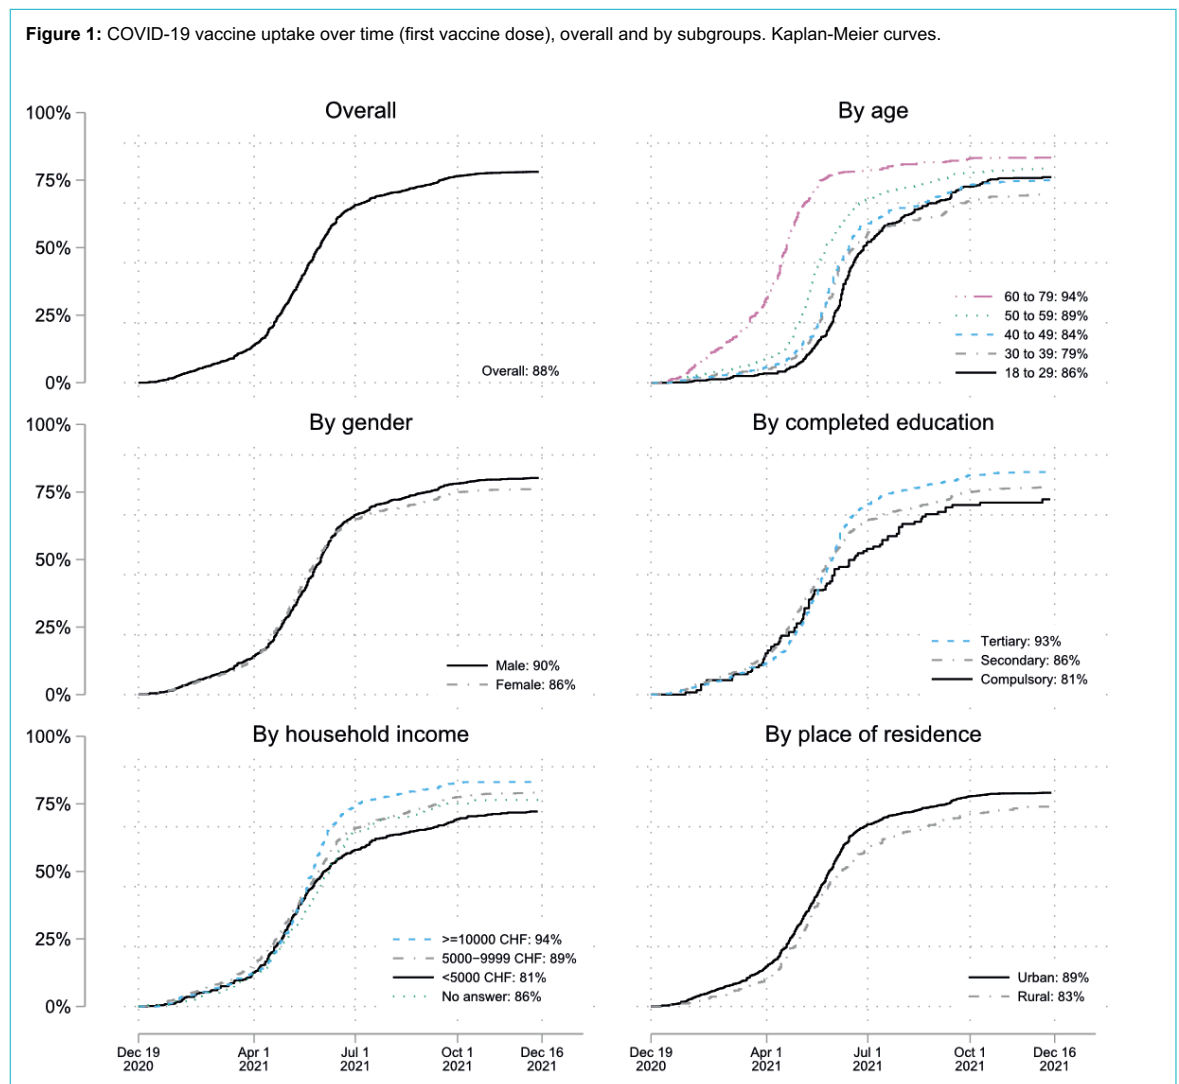 Figure 1: COVID-19 vaccine uptake over time (first vaccine dose), overall and by subgroups. Kaplan-Meier curves.
Overall
100%
75%
50%
25%
0%
Overall: 88%
By age
60 to 79: 94%
50 to 59: 89%
40 to 49: 84%
30 to 39: 79%
18 to 29: 86%
By gender
100%
75%
50%
25%
0%
Male: 90%
Female: 86%
By completed education
Tertiary: 93%
Secondary: 86%
Compulsory: 81%
By household income
100%
75%
50%
25%
0%
>=10000 CHF: 94%
5000−9999 CHF: 89%
<5000 CHF: 81%
No answer: 86%
Dec 19
2020
Apr 1
2021
Jul 1
2021
Oct 1
2021
Dec 16
2021
By place of residence
Urban: 89%
Rural: 83%
Dec 19
2020
Apr 1
2021
Jul 1
2021
Oct 1
2021
Dec 16
2021